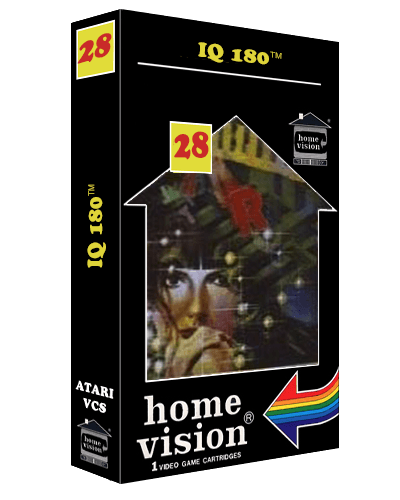 28
IQ 180™
ATARI
VCS
home
vision
IQ 180™
home
vision
28
R
home
vision®
1 VIDEO GAME CARTRIDGES